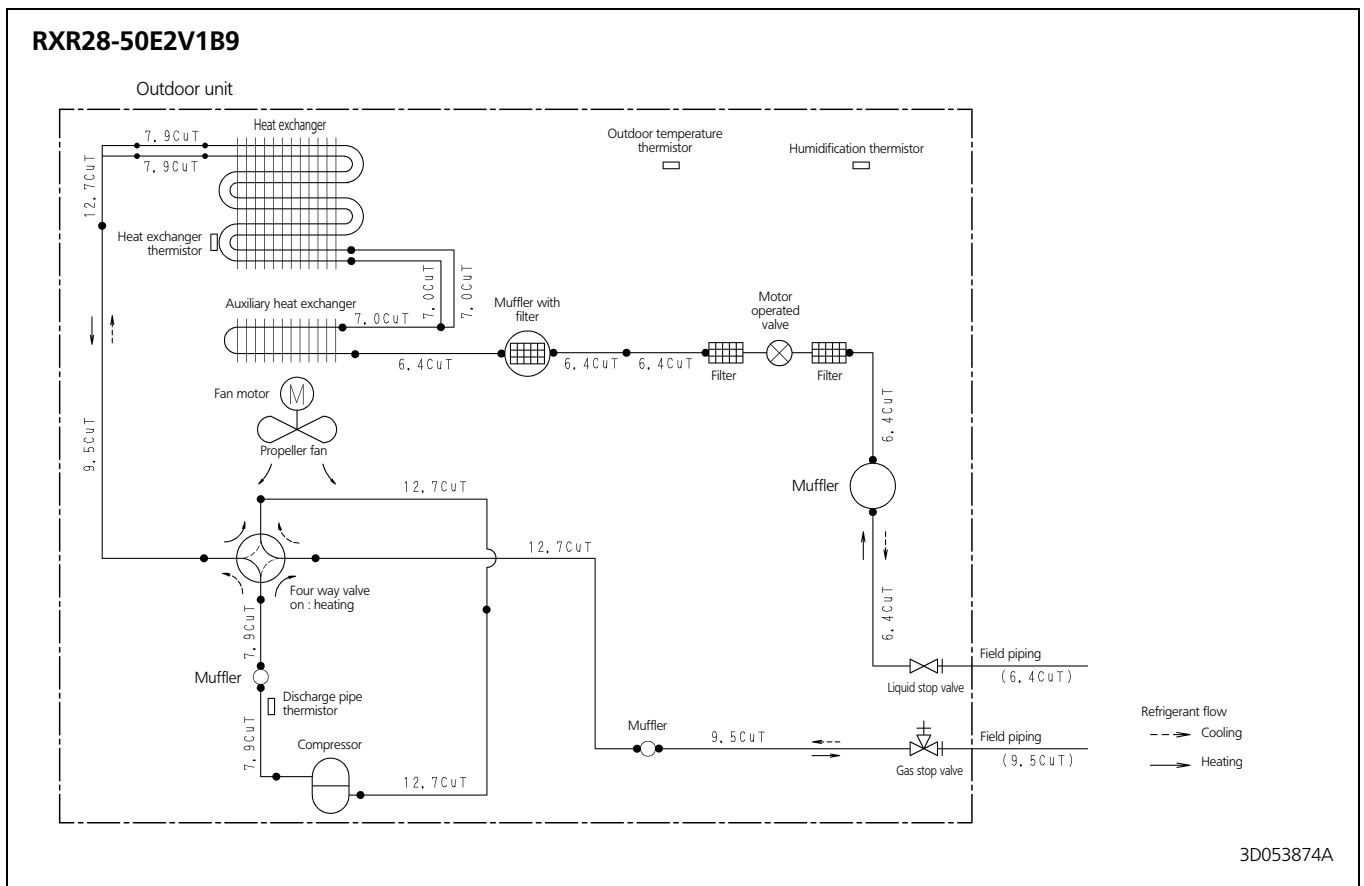 RXR28-50E2V1B9
Outdoor unit
Heat exchanger
7.9CuT
7.9CuT
12.7CuT
Outdoor temperature
thermistor
Humidification thermistor
Heat exchanger
thermistor
7.0CuT
7.0CuT
Auxiliary heat exchanger
7.0CuT
Muffler with
filter
Motor
operated
valve
6.4CuT
6.4CuT
6.4CuT
Filter
Filter
Fan motor
M
Propeller fan
9.5CuT
6.4CuT
12.7CuT
Muffler
12.7CuT
Four way valve
on : heating
7.9CuT
6.4CuT
Muffler
Discharge pipe
thermistor
Field piping
(6.4CuT)
Liquid stop valve
7.9CuT
Compressor
12.7CuT
Muffler
9.5CuT
Gas stop valve
Field piping
(9.5CuT)
Refrigerant flow
Cooling
Heating
3D053874A